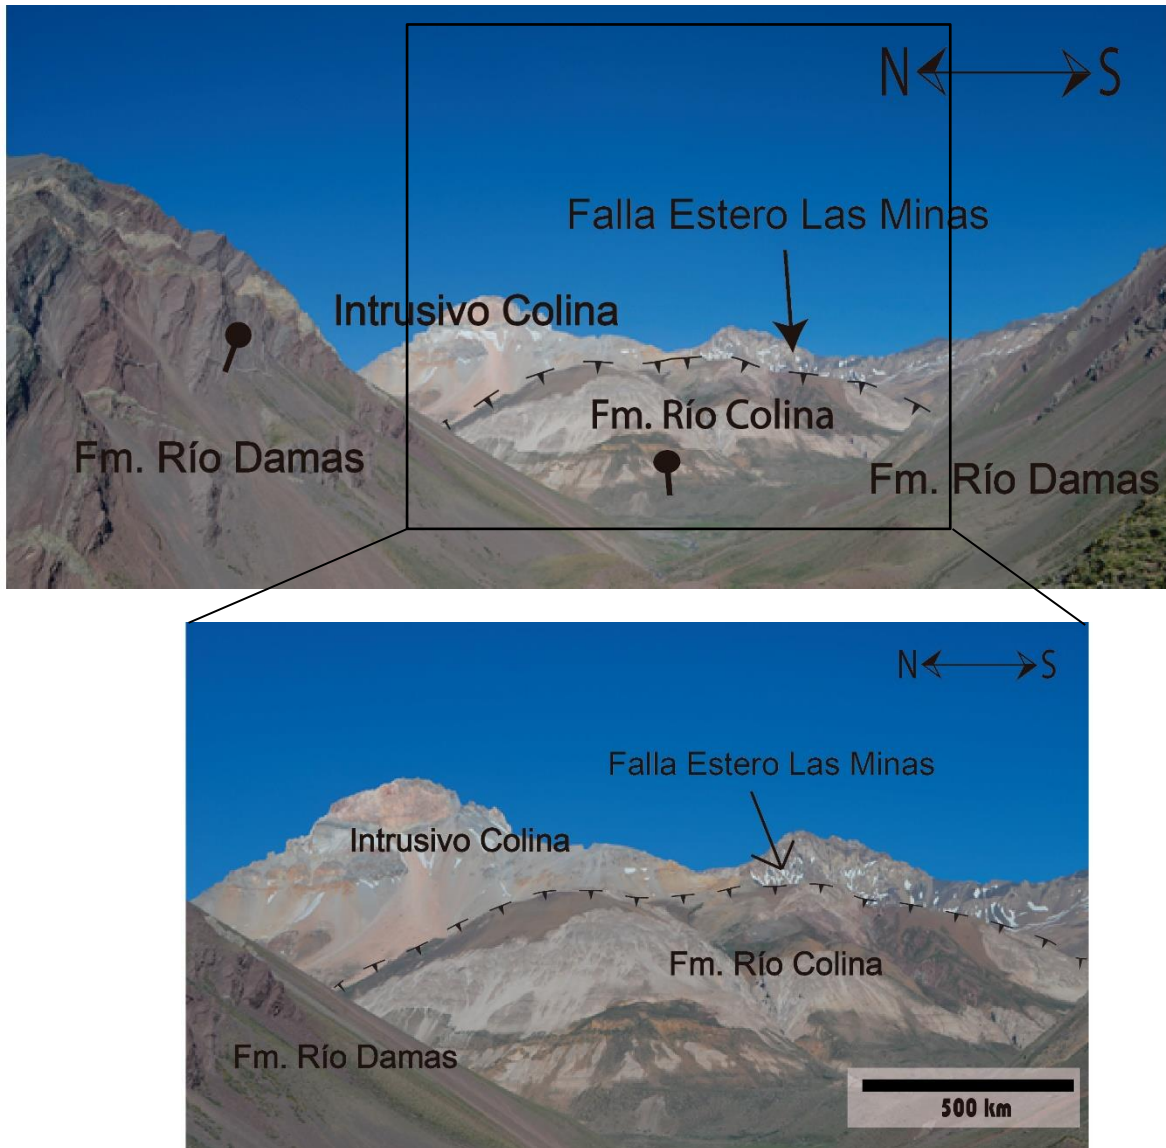 N S
Falla Estero Las Minas
Intrusivo Colina
Fm. Río Colina
Fm. Río Damas
Fm. Río Damas
N S
Falla Estero Las Minas
Intrusivo Colina
Fm. Río Colina
Fm. Río Damas
500 km